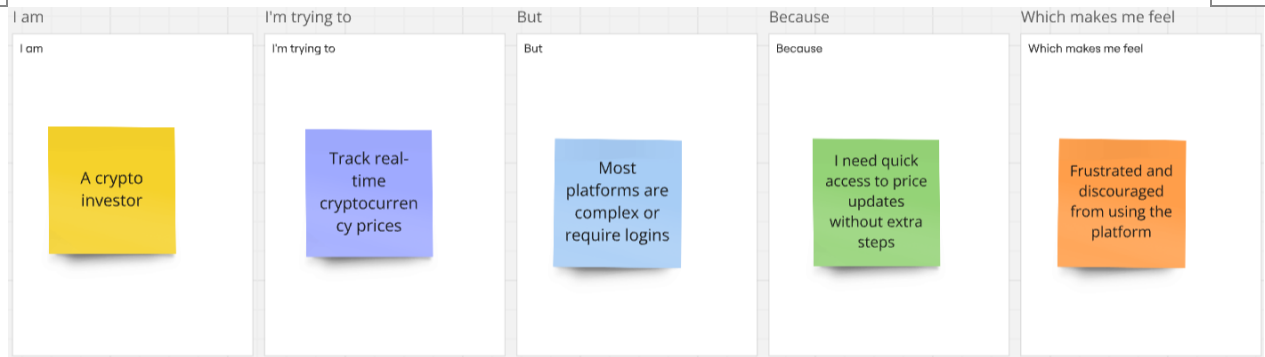 I am
I'm trying to
But
Because
Which makes me feel
I am
I'm trying to
But
Because
Which makes me feel
A crypto
investor
Track real-
time
cryptocurren
cy prices
Most
platforms are
complex or
require logins
I need quick
access to price
updates
without extra
steps
Frustrated and
discouraged
from using the
platform